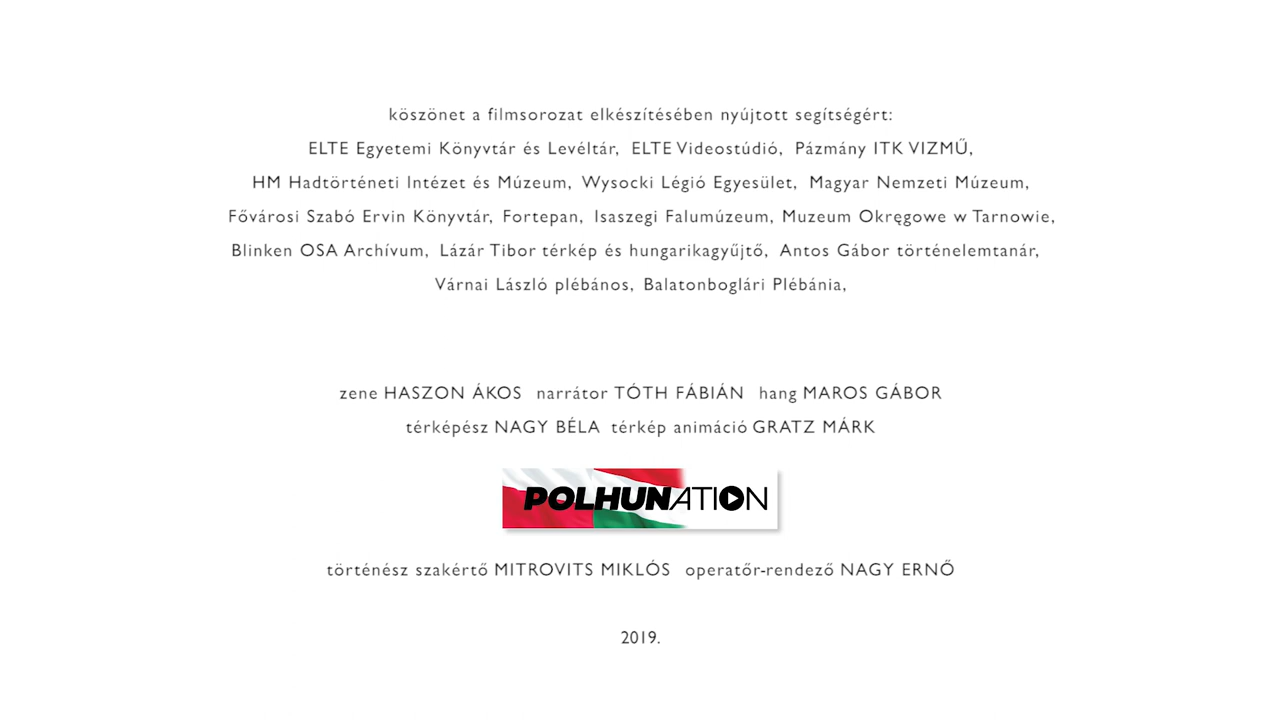 köszönet a filmsorozat elkészítésében nyújtott segítségért:
ELTE Egyetemi Könyvtár és Levéltár, ELTE Videostúdió, Pázmány ITK VIZMŰ,
HM Hadtörténeti Intézet és Múzeum, Wysocki Légió Egyesület, Magyar Nemzeti Múzeum,
Fővárosi Szabó Ervin Könyvtár, Fortepan, Isaszegi Falumúzeum, Muzeum Okręgowe w Tarnowie,
Blinken OSA Archívum, Lázár Tibor térkép és hungarikagyűjtő, Antos Gábor történelemtanár,
Várnai László plébános, Balatonboglári Plébánia,
zene HASZON ÁKOS narrátor TÓTH FÁBIÁN hang MAROS GÁBOR
térképész NAGY BÉLA térkép animáció GRATZ MÁRK
POLHUNATION
történész szakértő MITROVITS MIKLÓS operatőr-rendező NAGY ERNŐ
2019.